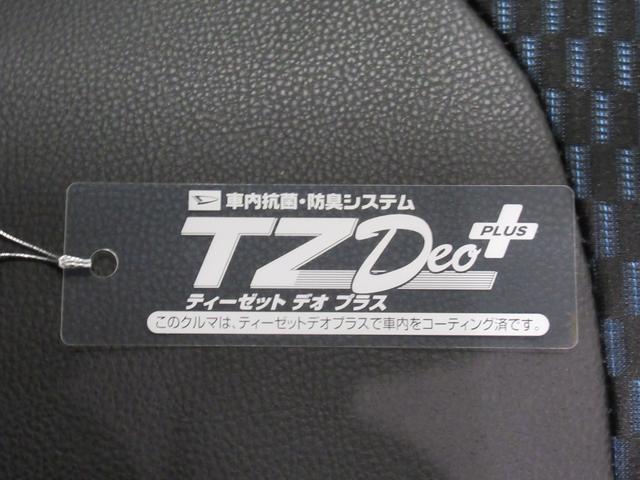 車内抗菌・防臭システム
TZ Deo PLUS
ティーゼット デオ プラス
このクルマは、ティーゼットデオプラスで車内をコーティング済です。